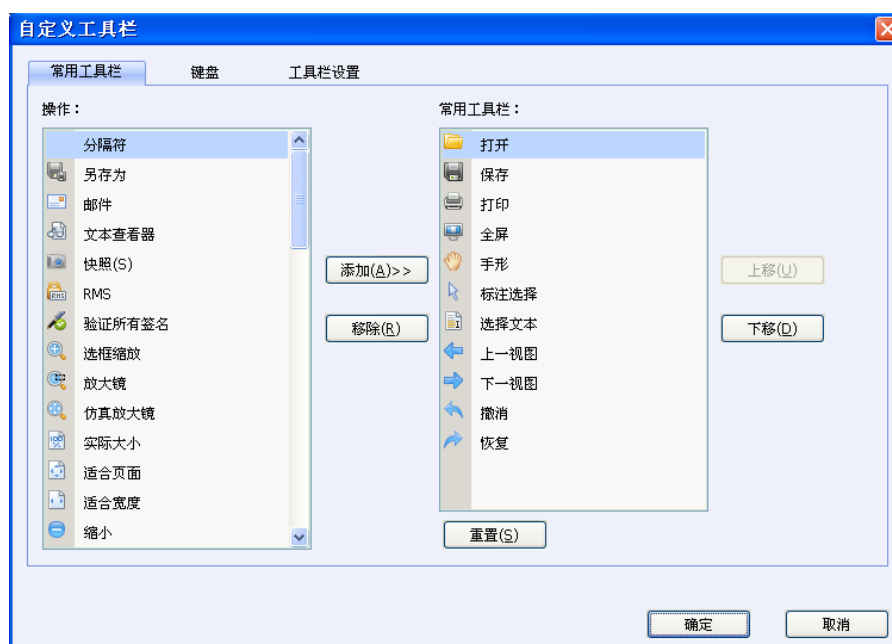 自定义工具栏
常用工具栏 键盘 工具栏设置
操作：
分隔符
另存为
邮件
文本查看器
快照(S)
RMS
验证所有签名
选框缩放
放大镜
仿真放大镜
实际大小
适合页面
适合宽度
缩小
添加(A)>>
移除(R)
常用工具栏：
打开
保存
打印
全屏
手形
标注选择
选择文本
上一视图
下一视图
撤消
恢复
重置(S)
上移(U)
下移(D)
确定 取消